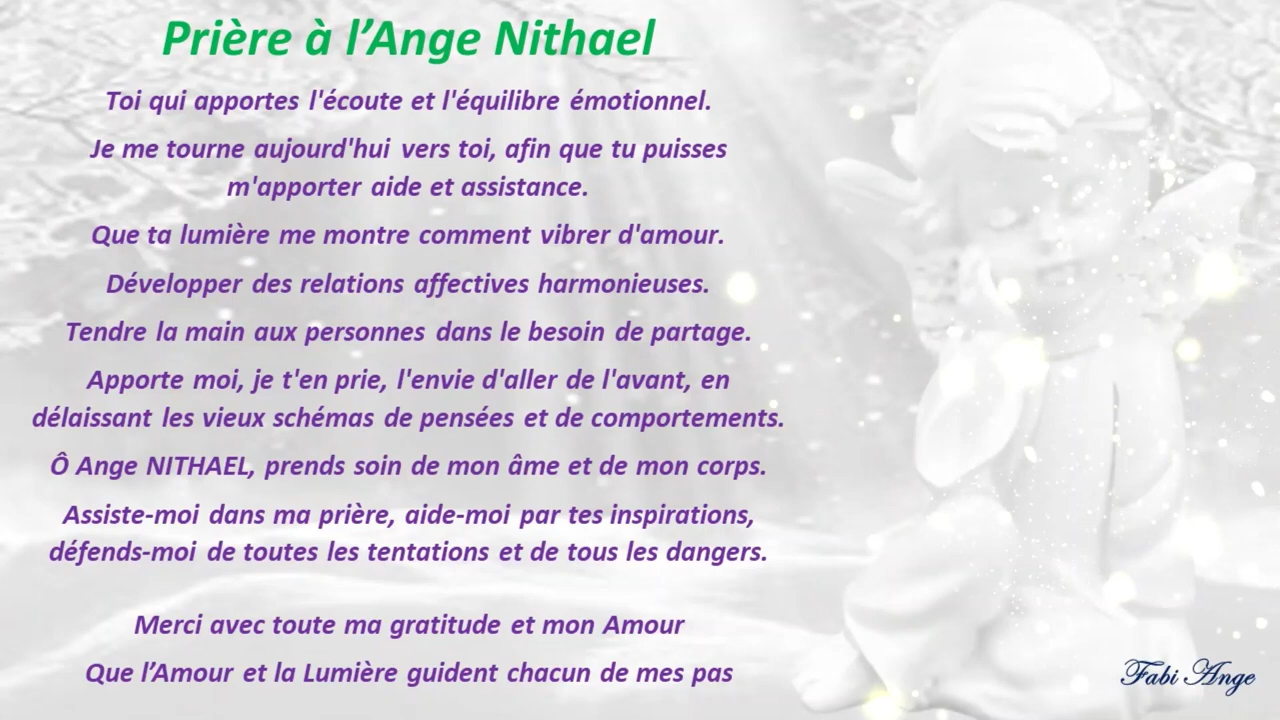 Prière à l’Ange Nithael
Toi qui apportes l'écoute et l'équilibre émotionnel.
Je me tourne aujourd'hui vers toi, afin que tu puisses
m'apporter aide et assistance.
Que ta lumière me montre comment vibrer d'amour.
Développer des relations affectives harmonieuses.
Tendre la main aux personnes dans le besoin de partage.
Apporte moi, je t'en prie, l'envie d'aller de l'avant, en
délaissant les vieux schémas de pensées et de comportements.
Ô Ange NITHAEL, prends soin de mon âme et de mon corps.
Assiste-moi dans ma prière, aide-moi par tes inspirations,
défends-moi de toutes les tentations et de tous les dangers.
Merci avec toute ma gratitude et mon Amour
Que l’Amour et la Lumière guident chacun de mes pas
Fabi Ange